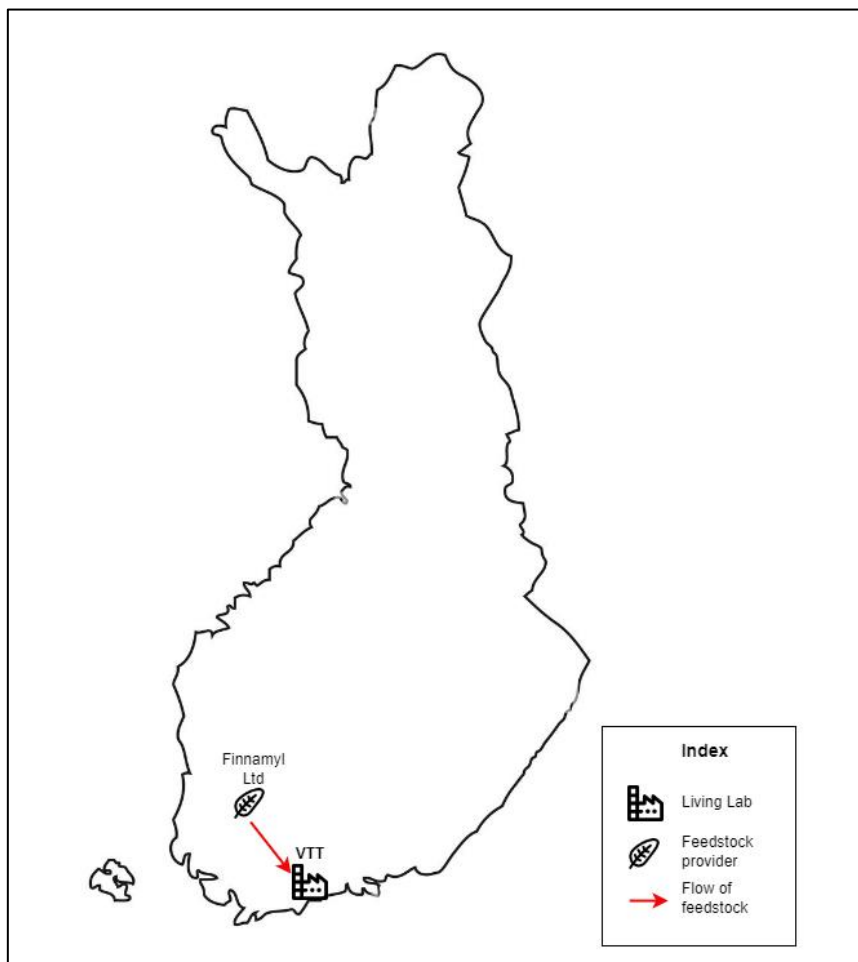 Finnamyl
Ltd
VTT
Index
Living Lab
Feedstock
provider
Flow of
feedstock